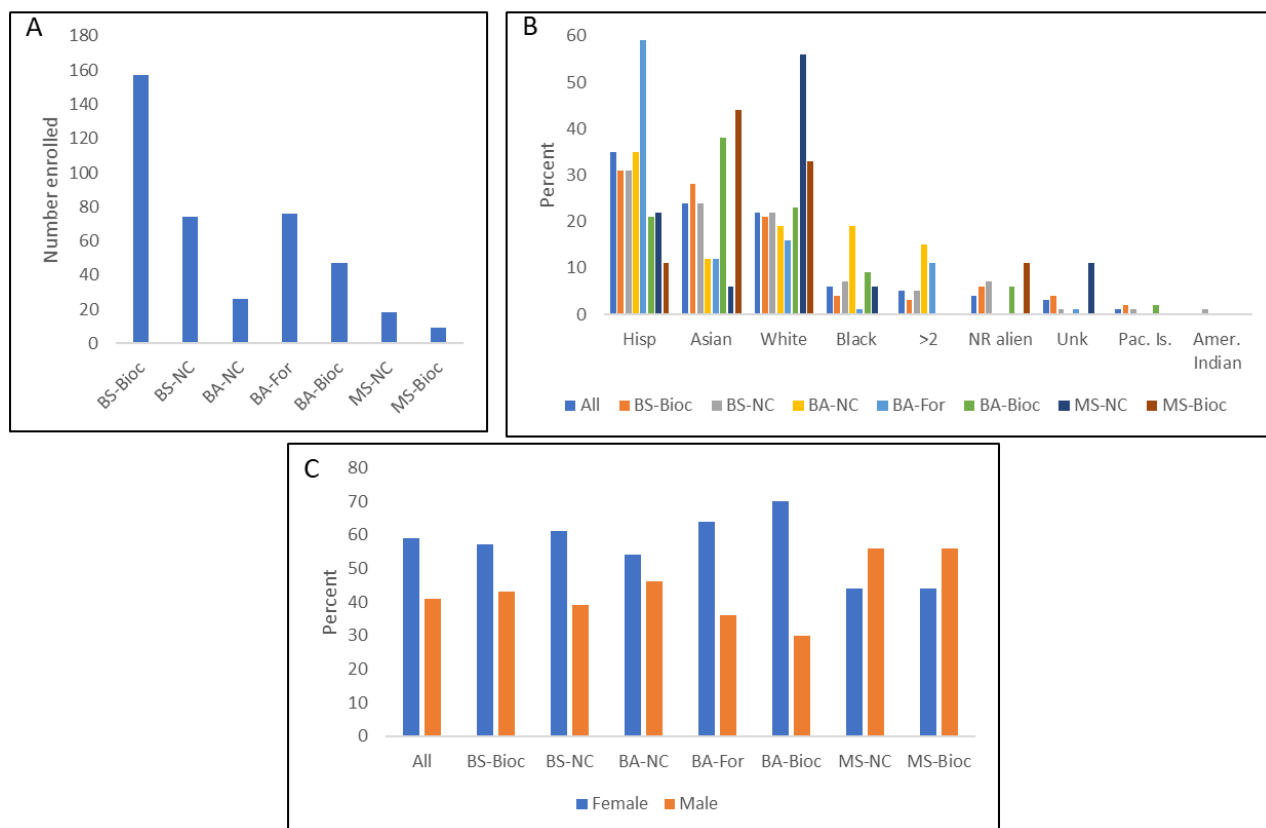 A
Number enrolled
180
160
140
120
100
80
60
40
20
0
BS-Bioc
BS-NC
BA-NC
BA-For
BA-Bioc
MS-NC
MS-Bioc
B
Percent
60
50
40
30
20
10
0
Hisp Asian White Black >2 NR alien Unk Pac. Is. Amer.
Indian
All BS-Bioc BS-NC BA-NC BA-For BA-Bioc MS-NC MS-Bioc
C
Percent
80
70
60
50
40
30
20
10
0
All BS-Bioc BS-NC BA-NC BA-For BA-Bioc MS-NC MS-Bioc
Female Male